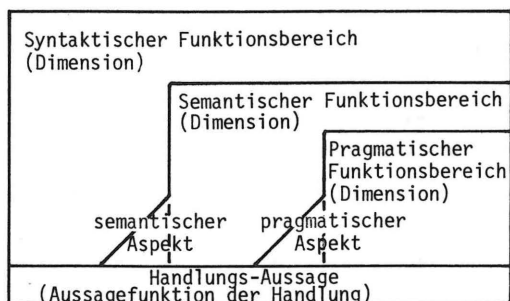 Syntaktischer Funktionsbereich
(Dimension)
Semantischer Funktionsbereich
(Dimension)
Pragmatischer
Funktionsbereich
(Dimension)
semantischer
Aspekt
pragmatischer
Aspekt
Handlungs-Aussage
(Aussagefunktion der Handlung)